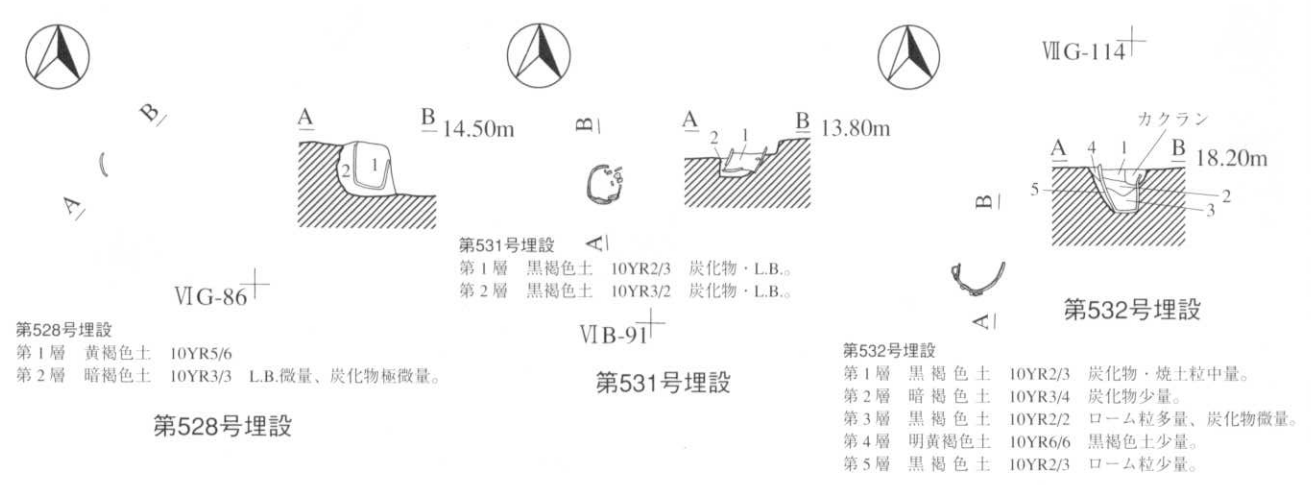 B
A
A B 14.50m
2 1
ⅥG-86
第528号埋設
第1層 黄褐色土 10YR5/6
第2層 暗褐色土 10YR3/3 L.B.微量、炭化物極微量。
第528号埋設
B
A
A B 13.80m
2 1
第531号埋設
第1層 黒褐色土 10YR2/3 炭化物・L.B.。
第2層 黒褐色土 10YR3/2 炭化物・L.B.。
ⅥB-91
第531号埋設
ⅦG-114
カクラン
A 4 1 B 18.20m
5 2
3
B
A
第532号埋設
第532号埋設
第1層 黒褐色土 10YR2/3 炭化物・焼土粒中量。
第2層 暗褐色土 10YR3/4 炭化物少量。
第3層 黒褐色土 10YR2/2 ローム粒多量、炭化物微量。
第4層 明黄褐色土 10YR6/6 黒褐色土少量。
第5層 黒褐色土 10YR2/3 ローム粒少量。